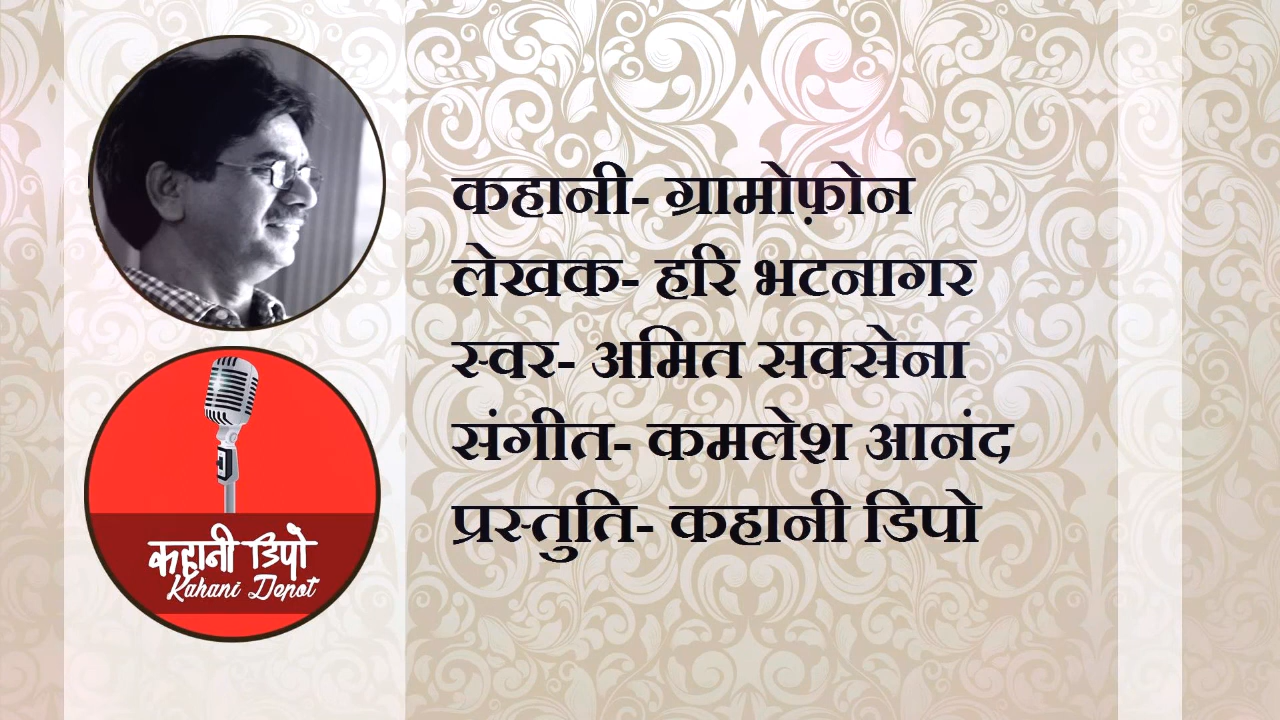 कहानी- ग्रामोफ़ोन
लेखक- हरि भटनागर
स्वर- अमित सक्सेना
संगीत- कमलेश आनंद
प्रस्तुति- कहानी डिपो
कहानी डिपो
Kahani Depot